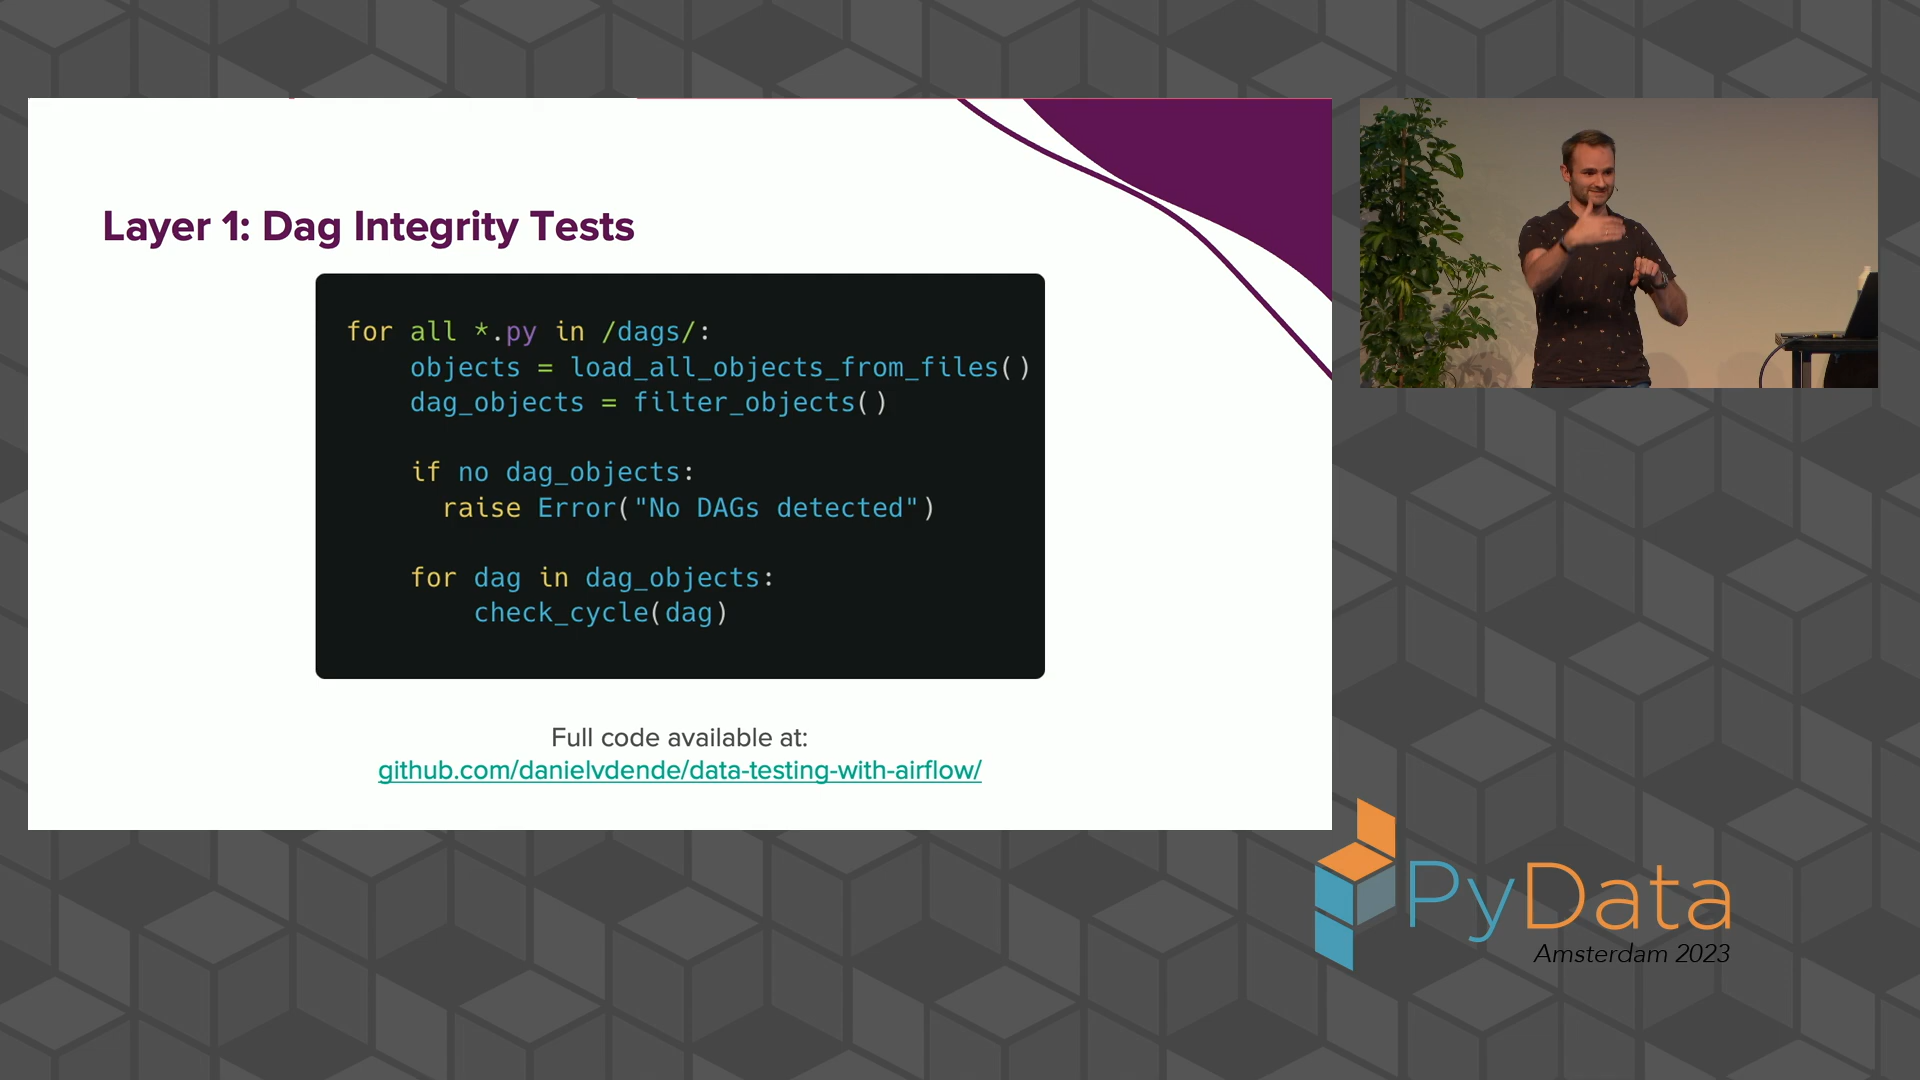 Layer 1: Dag Integrity Tests
for all *.py in /dags/:
    objects = load_all_objects_from_files()
    dag_objects = filter_objects()
    if no dag_objects:
      raise Error("No DAGs detected")
    for dag in dag_objects:
        check_cycle(dag)
Full code available at:
github.com/danielvdende/data-testing-with-airflow/
PyData
Amsterdam 2023